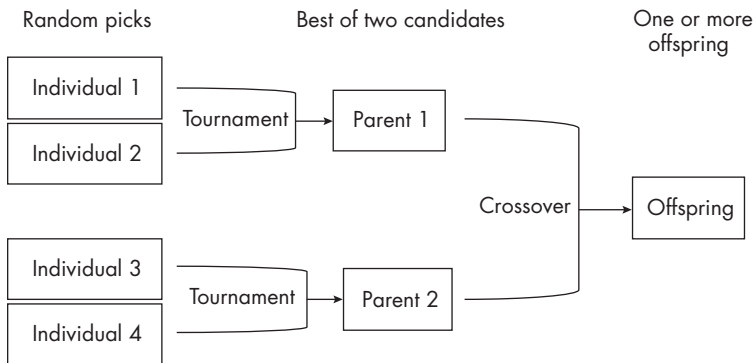 Random picks
Best of two candidates
One or more
offspring
Individual 1
Individual 2
Tournament
Parent 1
Crossover
Offspring
Individual 3
Individual 4
Tournament
Parent 2